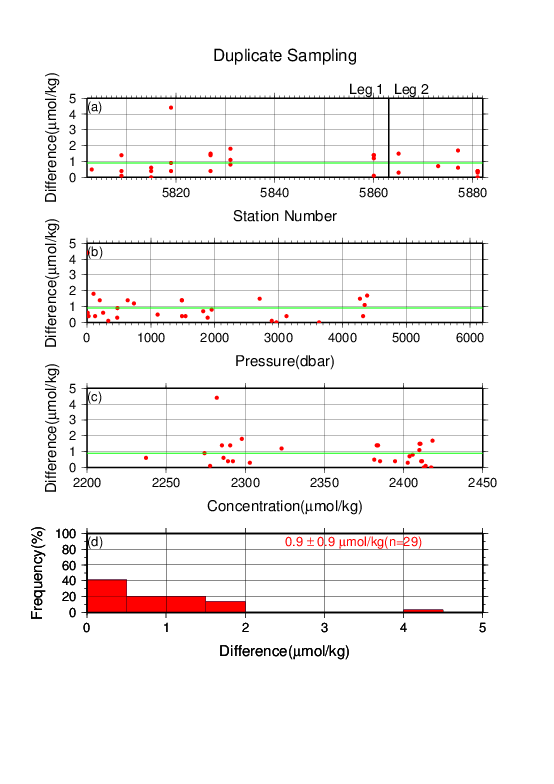 Duplicate Sampling
Leg 1 Leg 2
Difference(μmol/kg)
5
4
3
2
1
0
(a)
5820 5840 5860 5880
Station Number
Difference(μmol/kg)
5
4
3
2
1
0
(b)
0 1000 2000 3000 4000 5000 6000
Pressure(dbar)
Difference(μmol/kg)
5
4
3
2
1
0
(c)
2200 2250 2300 2350 2400 2450
Concentration(μmol/kg)
Frequency(%)
100
80
60
40
20
0
(d)
0.9 ± 0.9 μmol/kg(n=29)
0 1 2 3 4 5
Difference(μmol/kg)